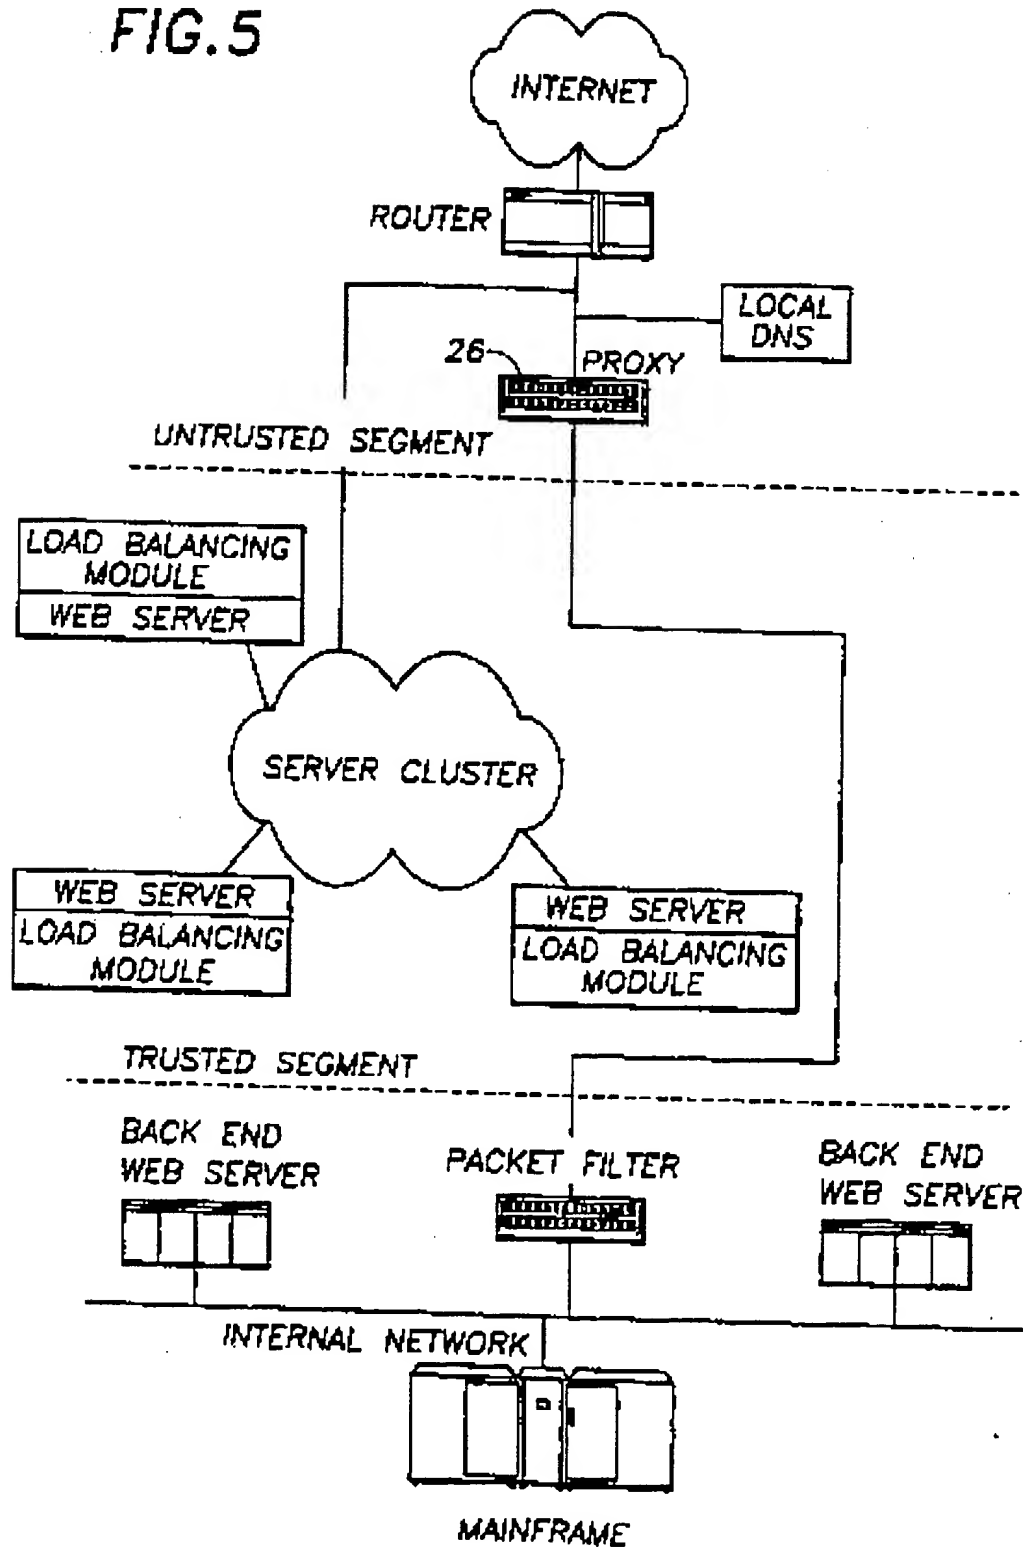 FIG.5
INTERNET
ROUTER
LOCAL
DNS
26
PROXY
UNTRUSTED SEGMENT
LOAD BALANCING
MODULE
WEB SERVER
SERVER CLUSTER
WEB SERVER
LOAD BALANCING
MODULE
WEB SERVER
LOAD BALANCING
MODULE
TRUSTED SEGMENT
BACK END
WEB SERVER
PACKET FILTER
BACK END
WEB SERVER
INTERNAL NETWORK
MAINFRAME